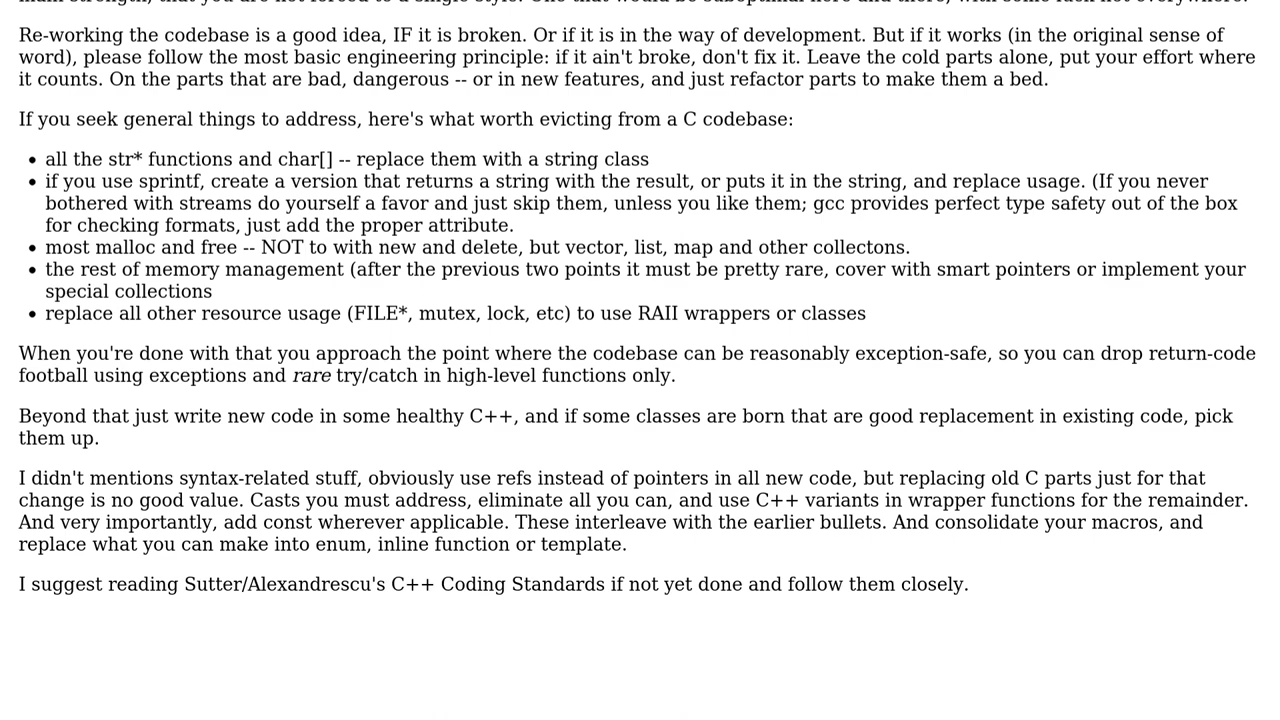 Re-working the codebase is a good idea, IF it is broken. Or if it is in the way of development. But if it works (in the original sense of
word), please follow the most basic engineering principle: if it ain't broke, don't fix it. Leave the cold parts alone, put your effort where
it counts. On the parts that are bad, dangerous -- or in new features, and just refactor parts to make them a bed.
If you seek general things to address, here's what worth evicting from a C codebase:
• all the str* functions and char[] -- replace them with a string class
• if you use sprintf, create a version that returns a string with the result, or puts it in the string, and replace usage. (If you never
bothered with streams do yourself a favor and just skip them, unless you like them; gcc provides perfect type safety out of the box
for checking formats, just add the proper attribute.
• most malloc and free -- NOT to with new and delete, but vector, list, map and other collectons.
• the rest of memory management (after the previous two points it must be pretty rare, cover with smart pointers or implement your
special collections
• replace all other resource usage (FILE*, mutex, lock, etc) to use RAII wrappers or classes
When you're done with that you approach the point where the codebase can be reasonably exception-safe, so you can drop return-code
football using exceptions and rare try/catch in high-level functions only.
Beyond that just write new code in some healthy C++, and if some classes are born that are good replacement in existing code, pick
them up.
I didn't mentions syntax-related stuff, obviously use refs instead of pointers in all new code, but replacing old C parts just for that
change is no good value. Casts you must address, eliminate all you can, and use C++ variants in wrapper functions for the remainder.
And very importantly, add const wherever applicable. These interleave with the earlier bullets. And consolidate your macros, and
replace what you can make into enum, inline function or template.
I suggest reading Sutter/Alexandrescu's C++ Coding Standards if not yet done and follow them closely.